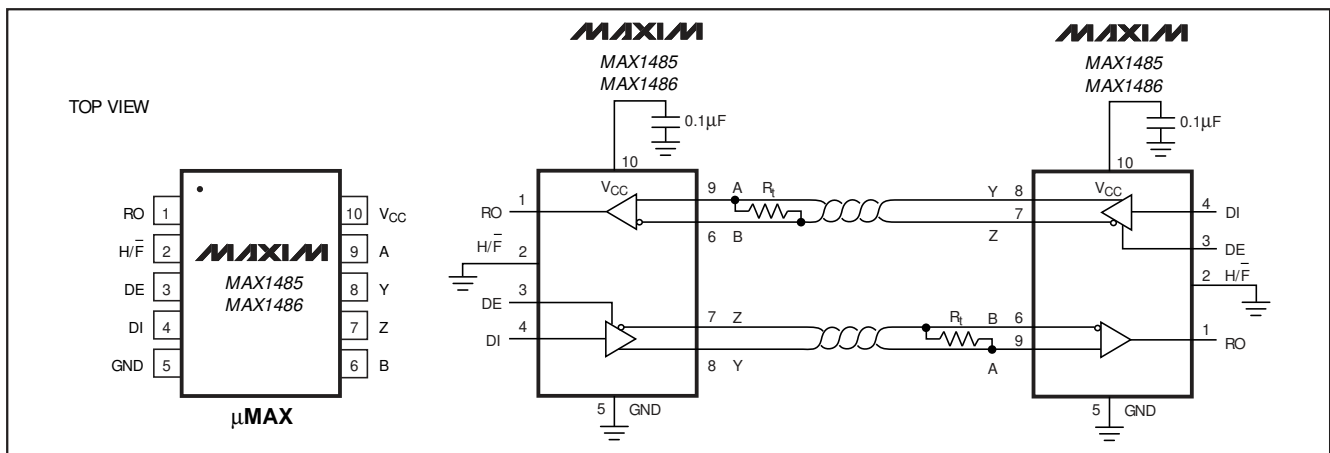 TOP VIEW
MAXIM
MAX1485
MAX1486
RO 1
H/F̅ 2
DE 3
DI 4
GND 5
10 VCC
9 A
8 Y
7 Z
6 B
µMAX
MAXIM
MAX1485
MAX1486
0.1µF
10
VCC
1
RO
H/F̅
2
3
DE
4
DI
9 A Rt
6 B
7 Z
8 Y
5 GND
MAXIM
MAX1485
MAX1486
0.1µF
10
VCC
Y 8
7
Z
4 DI
3
DE
2 H/F̅
Rt B 6
9
A
1
RO
5 GND